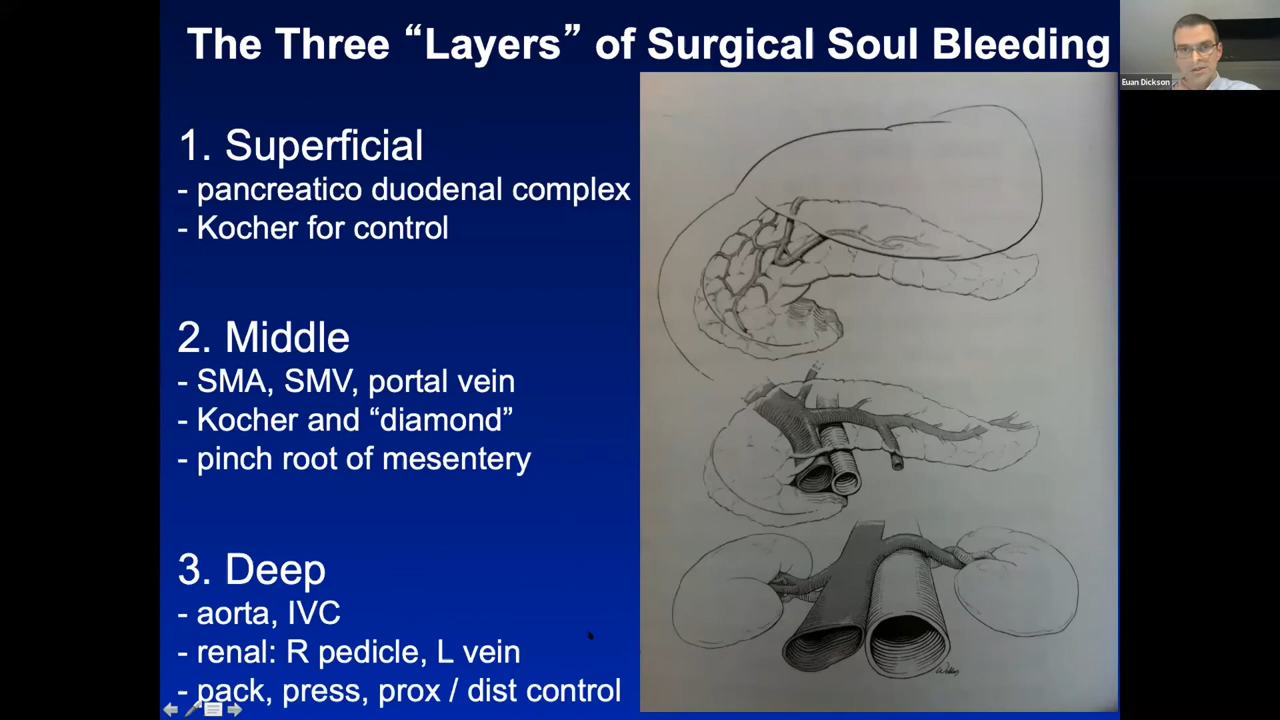 The Three “Layers” of Surgical Soul Bleeding
Euan Dickson
1. Superficial
- pancreatico duodenal complex
- Kocher for control
2. Middle
- SMA, SMV, portal vein
- Kocher and “diamond”
- pinch root of mesentery
3. Deep
- aorta, IVC
- renal: R pedicle, L vein
- pack, press, prox / dist control